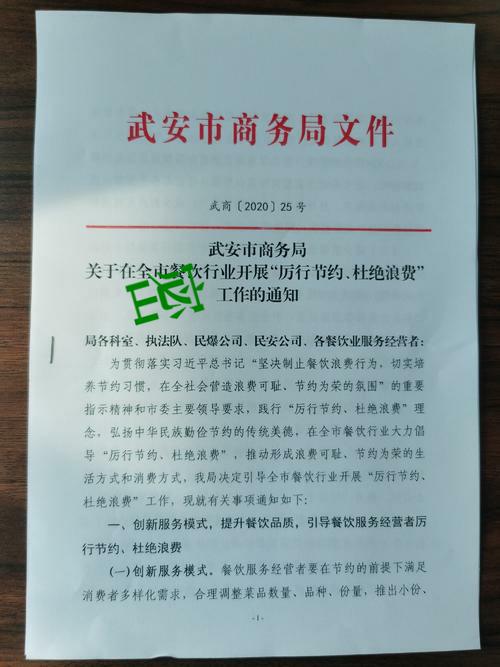 武安市商务局文件
武商〔2020〕25号
武安市商务局
关于在全市餐饮行业开展“厉行节约、杜绝浪费”
工作的通知
局各科室、执法队、民爆公司、民安公司、各餐饮业服务经营者：
为贯彻落实习近平总书记“坚决制止餐饮浪费行为，切实培
养节约习惯，在全社会营造浪费可耻、节约为荣的氛围”的重要
指示精神和市委主要领导要求，践行“厉行节约、杜绝浪费”理
念，弘扬中华民族勤俭节约的传统美德，在全市餐饮行业大力倡
导“厉行节约、杜绝浪费”，推动形成浪费可耻、节约为荣的生
活方式和消费方式，我局决定引导全市餐饮行业开展“厉行节约、
杜绝浪费”工作，现就有关事项通知如下：
一、创新服务模式，提升餐饮品质，引导餐饮服务经营者厉
行节约、杜绝浪费
(一)创新服务模式。餐饮服务经营者要在节约的前提下满足
消费者多样化需求，合理调整菜品数量、品种、份量，推出小份、
-1-